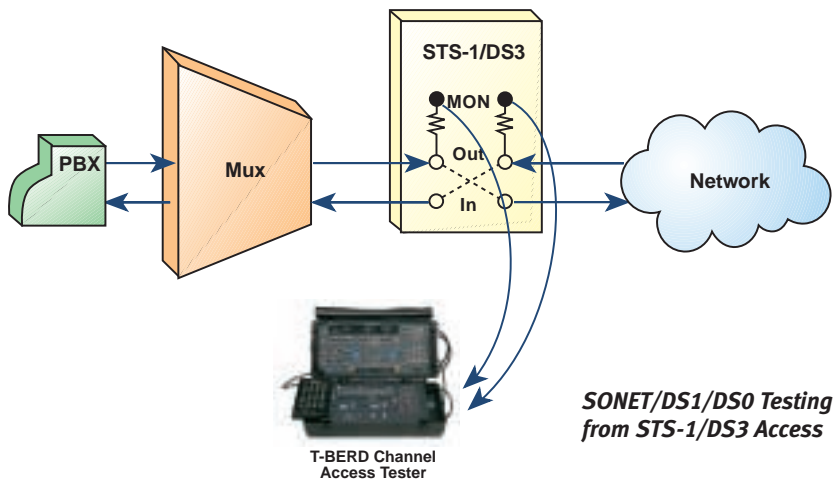 STS-1/DS3
MON
PBX
Mux
Out
In
Network
T-BERD Channel
Access Tester
SONET/DS1/DS0 Testing
from STS-1/DS3 Access